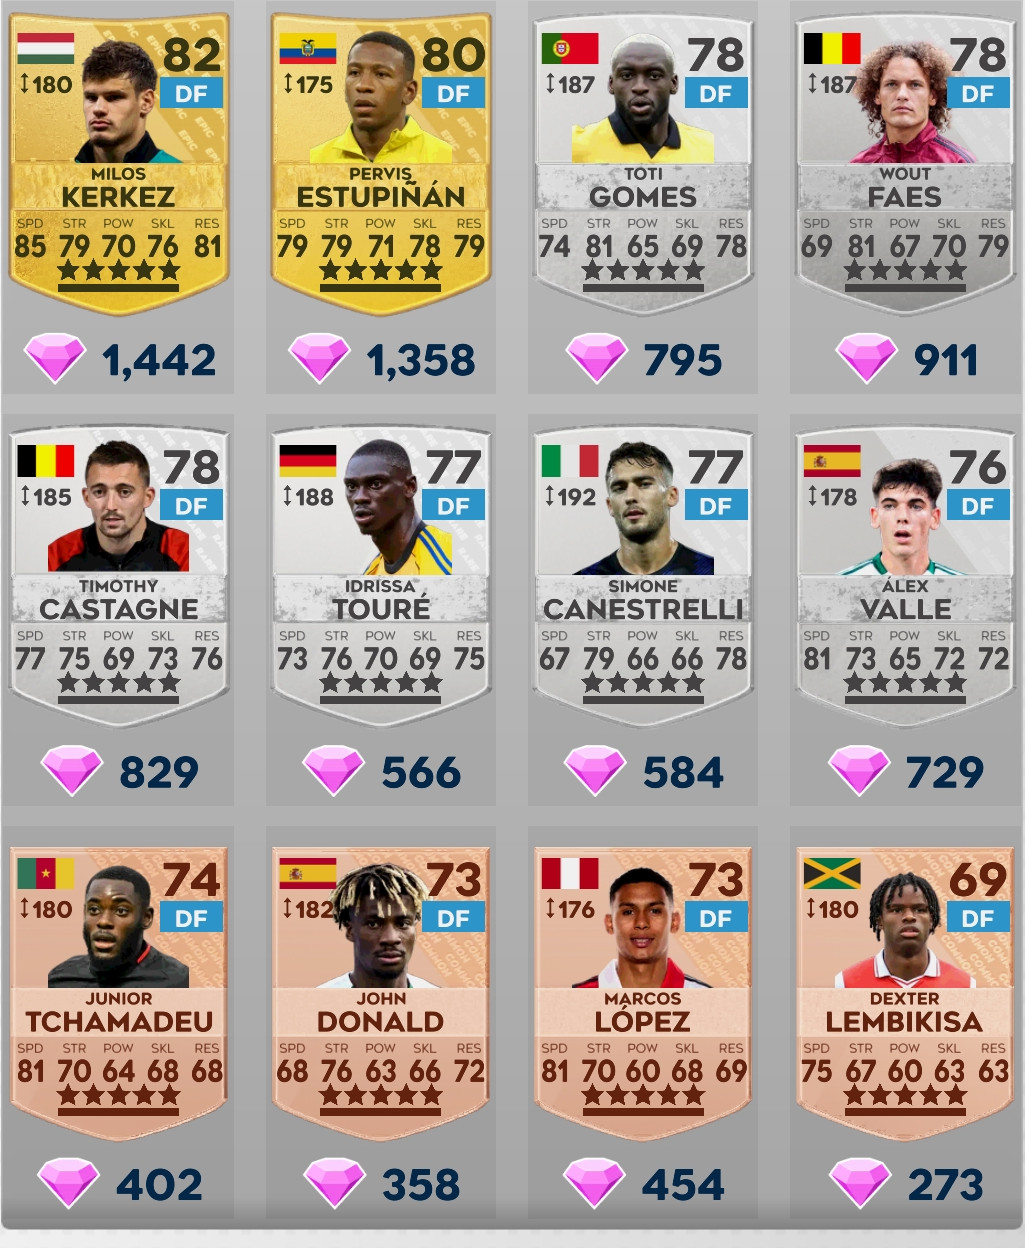 82
↕180
DF
MILOS
KERKEZ
SPD STR POW SKL RES
85 79 70 76 81
1,442
80
↕175
DF
PERVIS
ESTUPIÑÁN
SPD STR POW SKL RES
79 79 71 78 79
1,358
78
↕187
DF
TOTI
GOMES
SPD STR POW SKL RES
74 81 65 69 78
795
78
↕187
DF
WOUT
FAES
SPD STR POW SKL RES
69 81 67 70 79
911
78
↕185
DF
TIMOTHY
CASTAGNE
SPD STR POW SKL RES
77 75 69 73 76
829
77
↕188
DF
IDRISSA
TOURÉ
SPD STR POW SKL RES
73 76 70 69 75
566
77
↕192
DF
SIMONE
CANESTRELLI
SPD STR POW SKL RES
67 79 66 66 78
584
76
↕178
DF
ÁLEX
VALLE
SPD STR POW SKL RES
81 73 65 72 72
729
74
↕180
DF
JUNIOR
TCHAMADEU
SPD STR POW SKL RES
81 70 64 68 68
402
73
↕182
DF
JOHN
DONALD
SPD STR POW SKL RES
68 76 63 66 72
358
73
↕176
DF
MARCOS
LÓPEZ
SPD STR POW SKL RES
81 70 60 68 69
454
69
↕180
DF
DEXTER
LEMBIKISA
SPD STR POW SKL RES
75 67 60 63 63
273